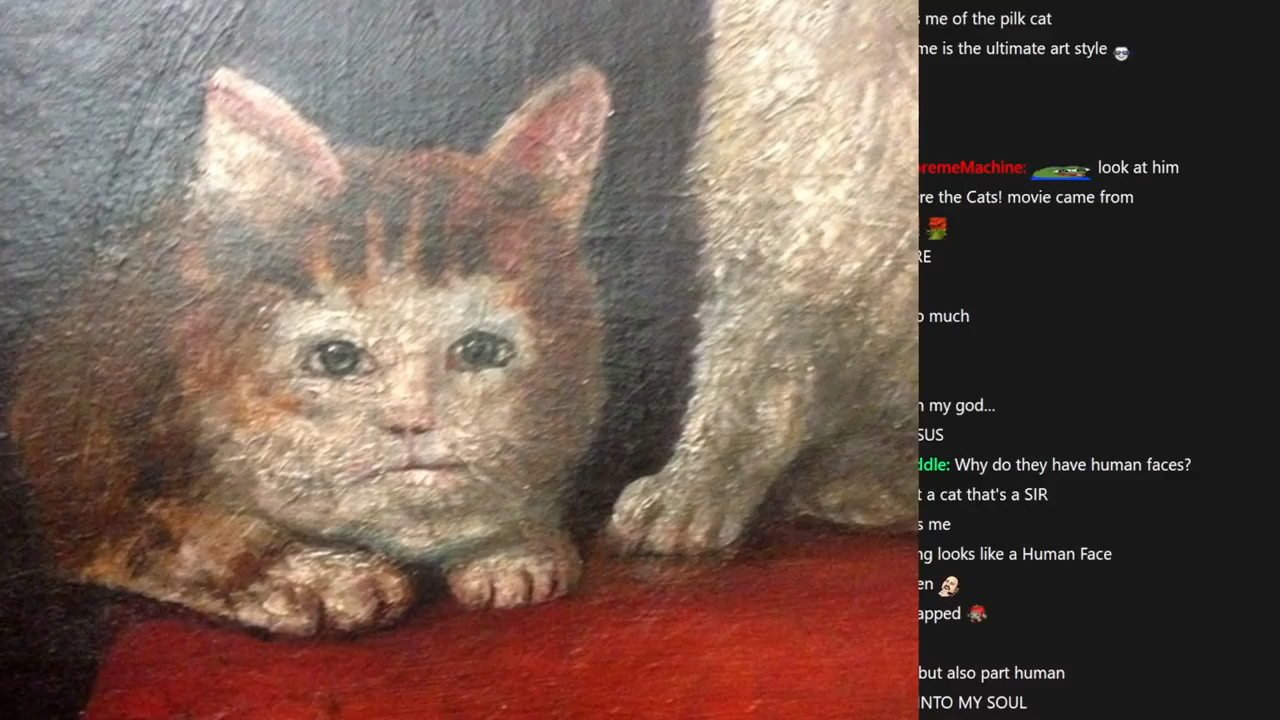 me of the pilk cat
me is the ultimate art style
remeMachine: look at him
re the Cats! movie came from
RE
much
my god...
SUS
ddle: Why do they have human faces?
t a cat that's a SIR
s me
ng looks like a Human Face
en
apped
but also part human
INTO MY SOUL